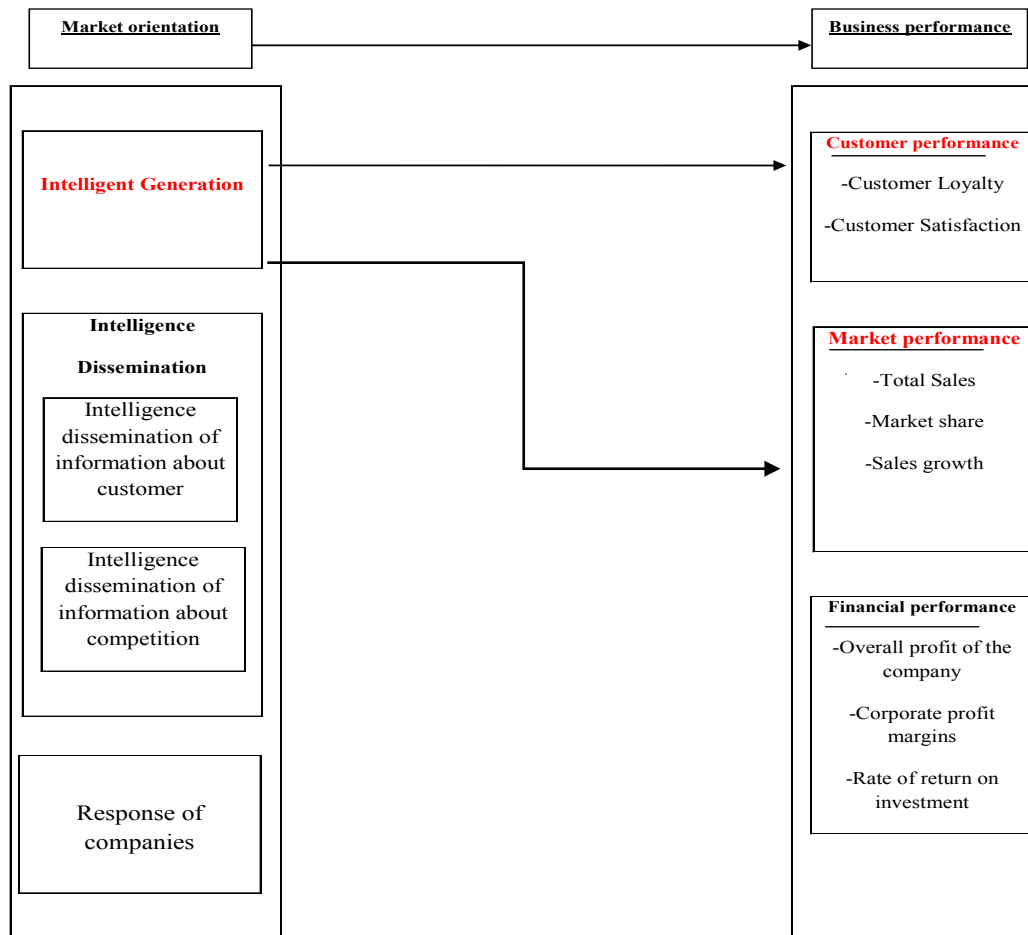 Market orientation
Business performance
Intelligent Generation
Intelligence
Dissemination
Intelligence
dissemination of
information about
customer
Intelligence
dissemination of
information about
competition
Response of
companies
Customer performance
-Customer Loyalty
-Customer Satisfaction
Market performance
-Total Sales
-Market share
-Sales growth
Financial performance
-Overall profit of the
company
-Corporate profit
margins
-Rate of return on
investment